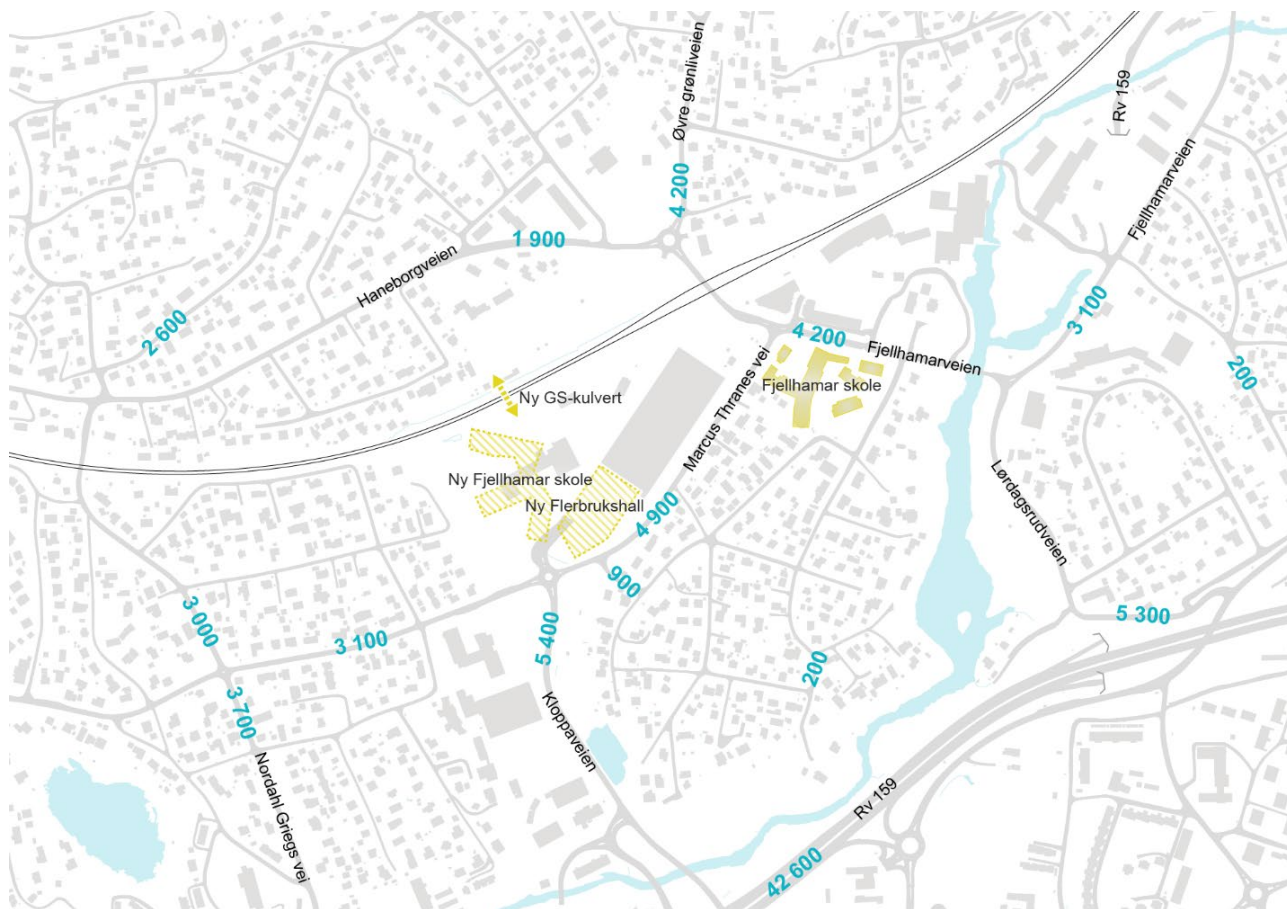 Rv 159
Øvre grønliveien
Fjellhamarveien
4 200
1 900
Haneborgveien
2 600
3 100
4 200
Fjellhamarveien
200
Marcus Thranes vei
Fjellhamar skole
Ny GS-kulvert
Ny Fjellhamar skole
Ny Flerbrukshall
4 900
Lørdagsrudveien
900
3 000
3 100
5 400
5 300
200
3 700
Kloppaveien
Nordahl Griegs vei
Rv 159
42 600